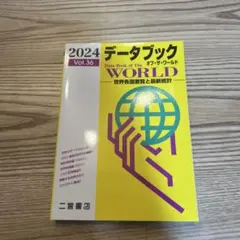 2024
Vol.36
データブック
オブ・ザ・ワールド
Data Book of The
WORLD
世界各国要覧と最新統計
二宮書店